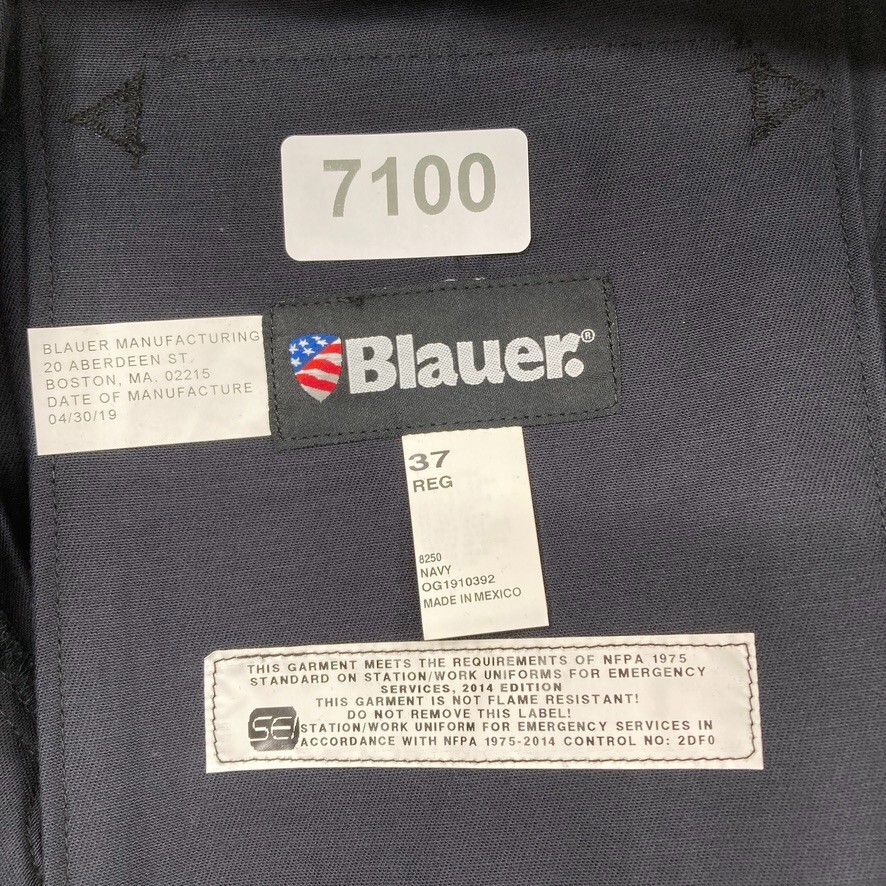 7100
BLAUER MANUFACTURING
20 ABERDEEN ST.
BOSTON, MA. 02215
DATE OF MANUFACTURE
04/30/19
Blauer.®
37
REG
8250
NAVY
OG1910392
MADE IN MEXICO
THIS GARMENT MEETS THE REQUIREMENTS OF NFPA 1975
STANDARD ON STATION/WORK UNIFORMS FOR EMERGENCY
SERVICES, 2014 EDITION
THIS GARMENT IS NOT FLAME RESISTANT!
DO NOT REMOVE THIS LABEL!
SEI STATION/WORK UNIFORM FOR EMERGENCY SERVICES IN
ACCORDANCE WITH NFPA 1975-2014 CONTROL NO: 2DF0